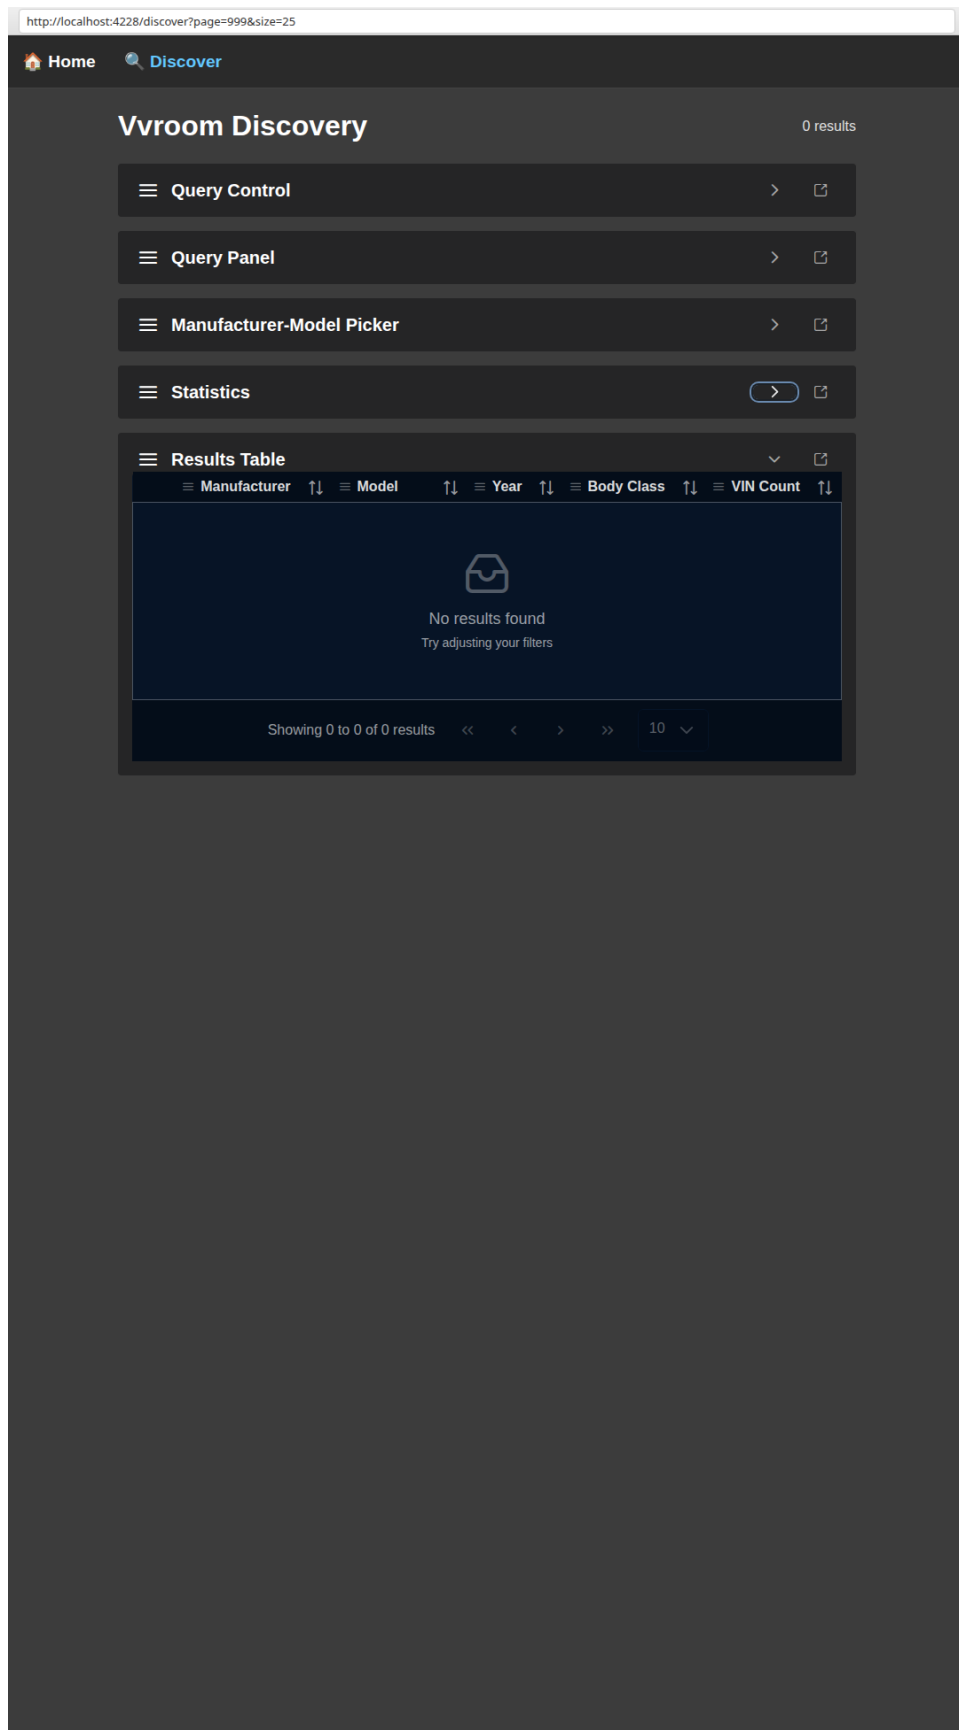 http://localhost:4228/discover?page=999&size=25
🏠 Home 🔍 Discover
Vvroom Discovery
0 results
Query Control
Query Panel
Manufacturer-Model Picker
Statistics
Results Table
Manufacturer Model Year Body Class VIN Count
No results found
Try adjusting your filters
Showing 0 to 0 of 0 results 10